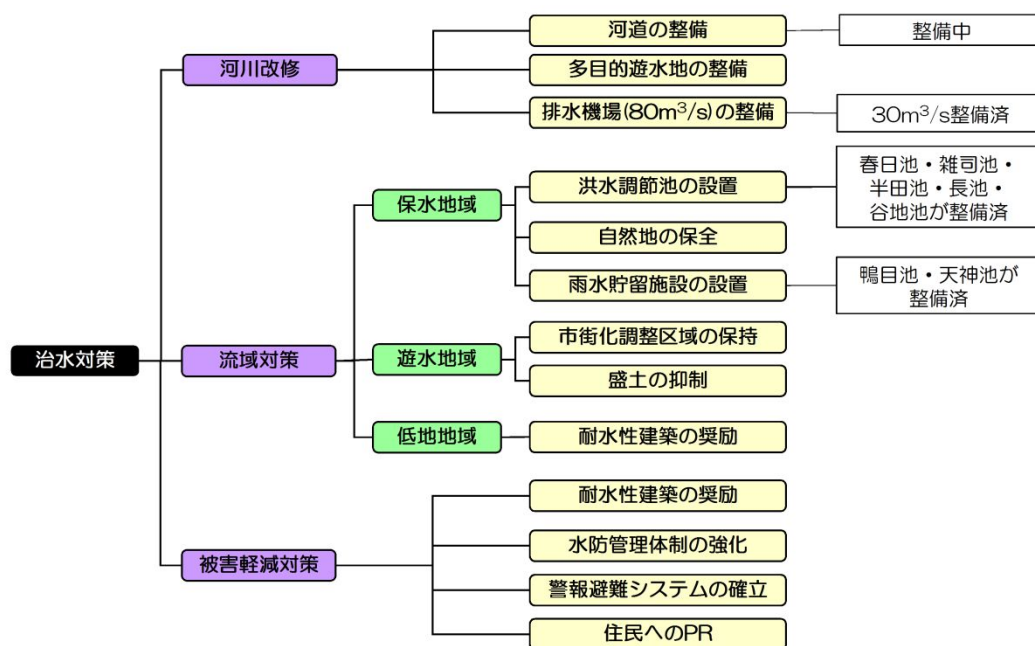 河道の整備
整備中
河川改修
多目的遊水地の整備
排水機場(80m³/s)の整備
30m³/s整備済
春日池・雑司池・
半田池・長池・
谷地池が整備済
保水地域
洪水調節池の設置
自然地の保全
雨水貯留施設の設置
鴨目池・天神池が
整備済
治水対策
流域対策
遊水地域
市街化調整区域の保持
盛土の抑制
低地地域
耐水性建築の奨励
被害軽減対策
耐水性建築の奨励
水防管理体制の強化
警報避難システムの確立
住民へのPR